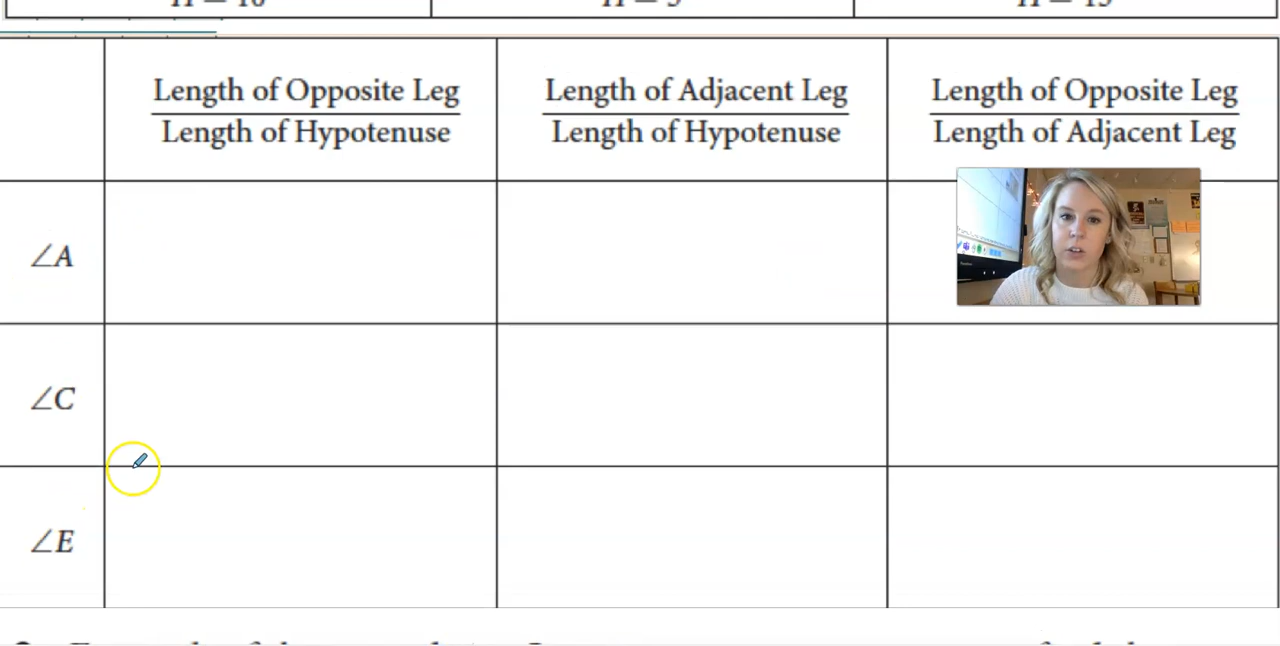 Length of Opposite Leg
Length of Hypotenuse
Length of Adjacent Leg
Length of Hypotenuse
Length of Opposite Leg
Length of Adjacent Leg
∠A
∠C
∠E